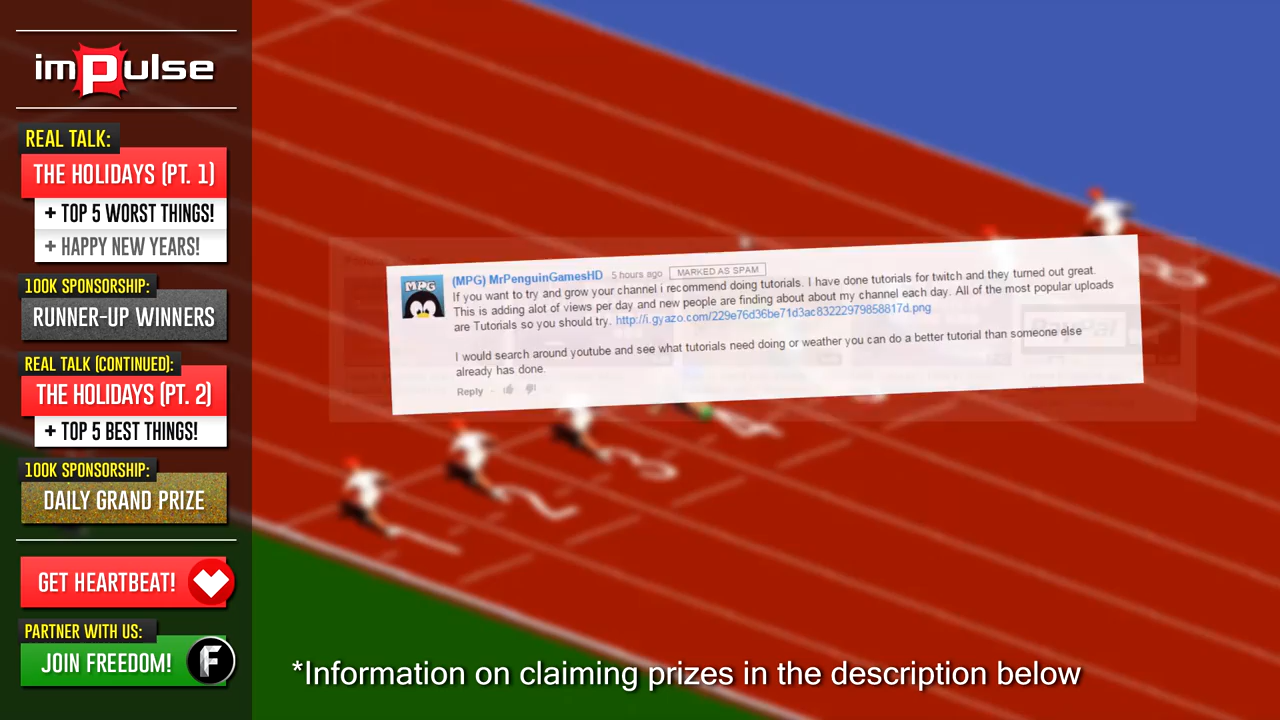 imPulse
REAL TALK:
THE HOLIDAYS (PT. 1)
+ TOP 5 WORST THINGS!
+ HAPPY NEW YEARS!
100K SPONSORSHIP:
RUNNER-UP WINNERS
REAL TALK (CONTINUED):
THE HOLIDAYS (PT. 2)
+ TOP 5 BEST THINGS!
100K SPONSORSHIP:
DAILY GRAND PRIZE
GET HEARTBEAT!
PARTNER WITH US:
JOIN FREEDOM!
F
MPG
(MPG) MrPenguinGamesHD 5 hours ago MARKED AS SPAM
If you want to try and grow your channel i recommend doing tutorials. I have done tutorials for twitch and they turned out great.
This is adding alot of views per day and new people are finding about about my channel each day. All of the most popular uploads
are Tutorials so you should try. http://i.gyazo.com/229e76d36be71d3ac83222979858817d.png
I would search around youtube and see what tutorials need doing or weather you can do a better tutorial than someone else
already has done.
Reply
PayPal
*Information on claiming prizes in the description below